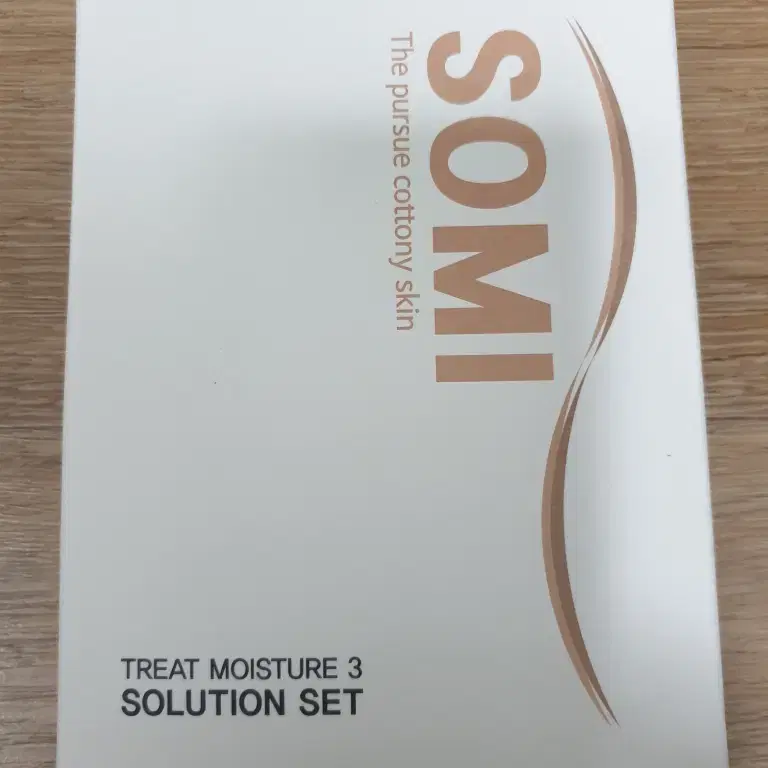 SOMI
The pursue cottony skin
TREAT MOISTURE 3
SOLUTION SET